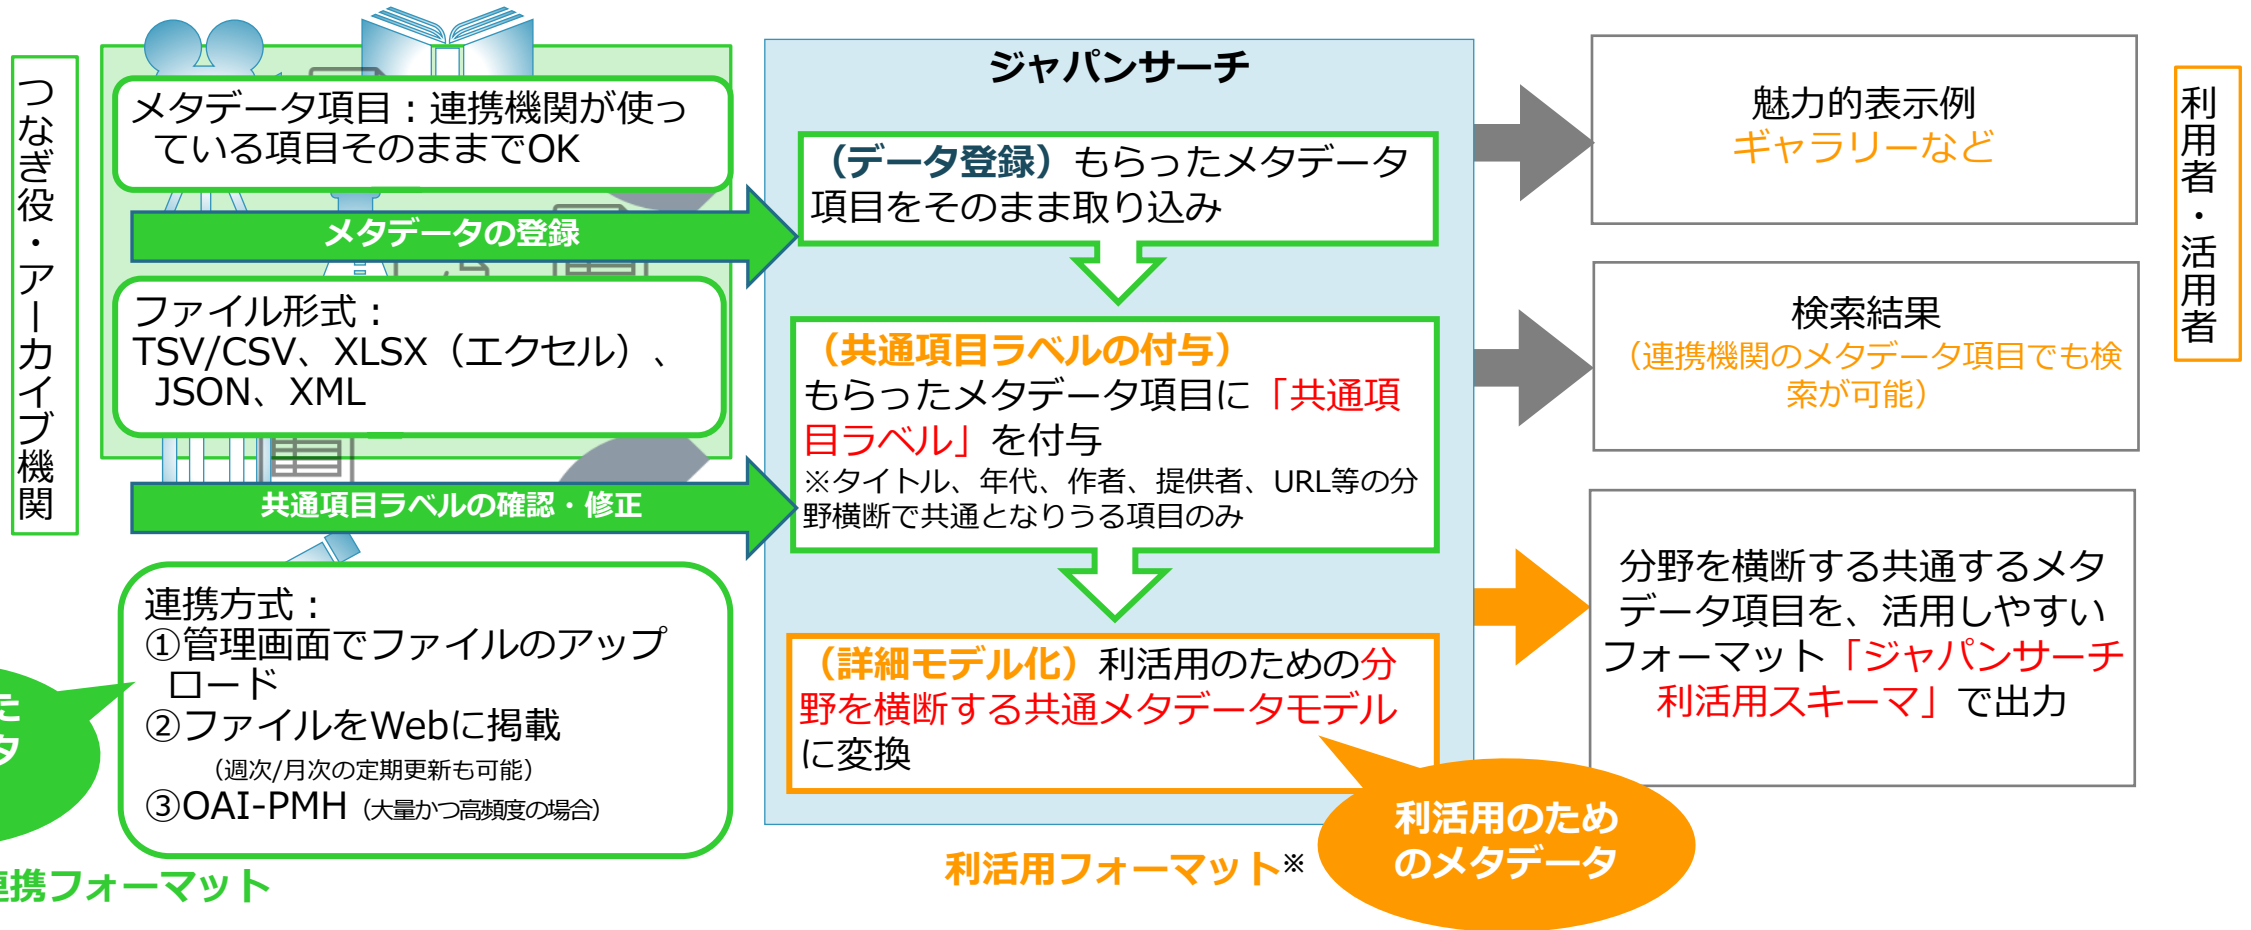 つなぎ役・アーカイブ機関
メタデータ項目：連携機関が使っ
ている項目そのままでOK
メタデータの登録
ファイル形式：
TSV/CSV、XLSX（エクセル）、
JSON、XML
共通項目ラベルの確認・修正
連携方式：
①管理画面でファイルのアップ
ロード
②ファイルをWebに掲載
（週次/月次の定期更新も可能）
③OAI-PMH（大量かつ高頻度の場合）
連携フォーマット
ジャパンサーチ
（データ登録）もらったメタデータ
項目をそのまま取り込み
（共通項目ラベルの付与）
もらったメタデータ項目に「共通項
目ラベル」を付与
※タイトル、年代、作者、提供者、URL等の分
野横断で共通となりうる項目のみ
（詳細モデル化）利活用のための分
野を横断する共通メタデータモデル
に変換
利活用フォーマット※
利活用のため
のメタデータ
魅力的表示例
ギャラリーなど
検索結果
（連携機関のメタデータ項目でも検
索が可能）
分野を横断する共通するメタ
データ項目を、活用しやすい
フォーマット「ジャパンサーチ
利活用スキーマ」で出力
利用者・活用者